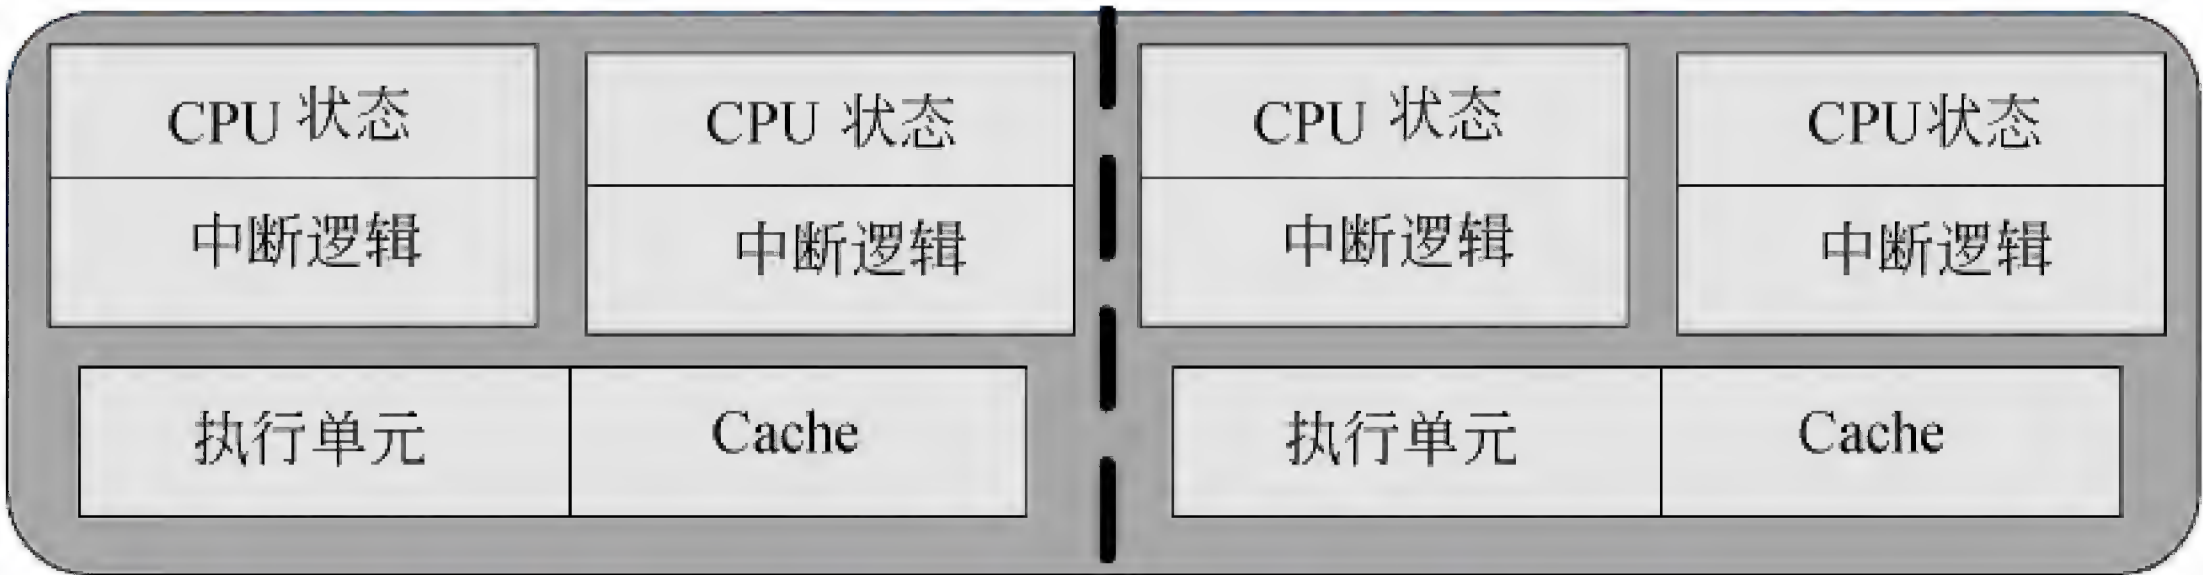 CPU 状态
中断逻辑
CPU 状态
中断逻辑
执行单元
Cache
CPU 状态
中断逻辑
CPU状态
中断逻辑
执行单元
Cache